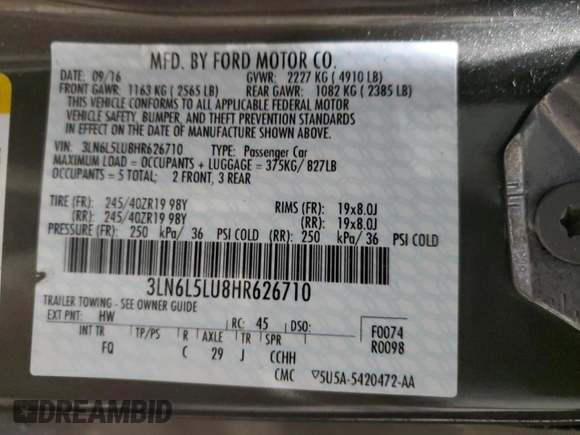 MFD. BY FORD MOTOR CO.
DATE: 09/16 GVWR: 2227 KG ( 4910 LB)
FRONT GAWR: 1163 KG ( 2565 LB) REAR GAWR: 1082 KG ( 2385 LB)
THIS VEHICLE CONFORMS TO ALL APPLICABLE FEDERAL MOTOR
VEHICLE SAFETY, BUMPER, AND THEFT PREVENTION STANDARDS
IN EFFECT ON THE DATE OF MANUFACTURE SHOWN ABOVE.
VIN: 3LN6L5LU8HR626710 TYPE: Passenger Car
MAXIMUM LOAD = OCCUPANTS + LUGGAGE = 375KG/ 827LB
OCCUPANTS = 5 TOTAL: 2 FRONT, 3 REAR
TIRE (FR): 245/40ZR19 98Y RIMS (FR): 19x8.0J
(RR): 245/40ZR19 98Y (RR): 19x8.0J
PRESSURE (FR): 250 kPa/ 36 PSI COLD (RR): 250 kPa/ 36 PSI COLD
3LN6L5LU8HR626710
TRAILER TOWING - SEE OWNER GUIDE
EXT PNT: HW RC: 45 DSO: F0074
INT TR TP/PS R AXLE TR SPR R0098
FQ C 29 J CCHH
CMC ▽5U5A-5420472-AA
DREAMBID